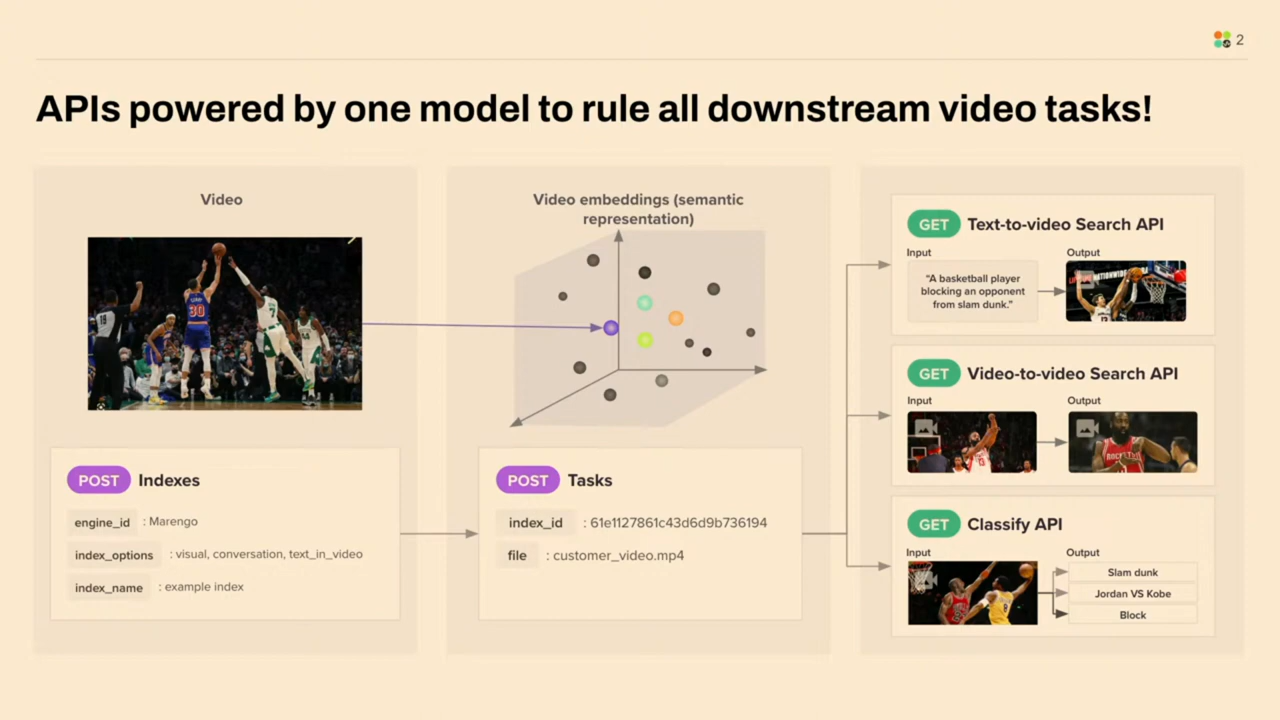 2
APIs powered by one model to rule all downstream video tasks!
Video
30
7
POST Indexes
engine_id : Marengo
index_options : visual, conversation, text_in_video
index_name : example index
Video embeddings (semantic
representation)
POST Tasks
index_id : 61e1127861c43d6d9b736194
file : customer_video.mp4
GET Text-to-video Search API
Input Output
“A basketball player
blocking an opponent
from slam dunk.”
GET Video-to-video Search API
Input Output
ROCKETS
GET Classify API
Input Output
Slam dunk
Jordan VS Kobe
Block